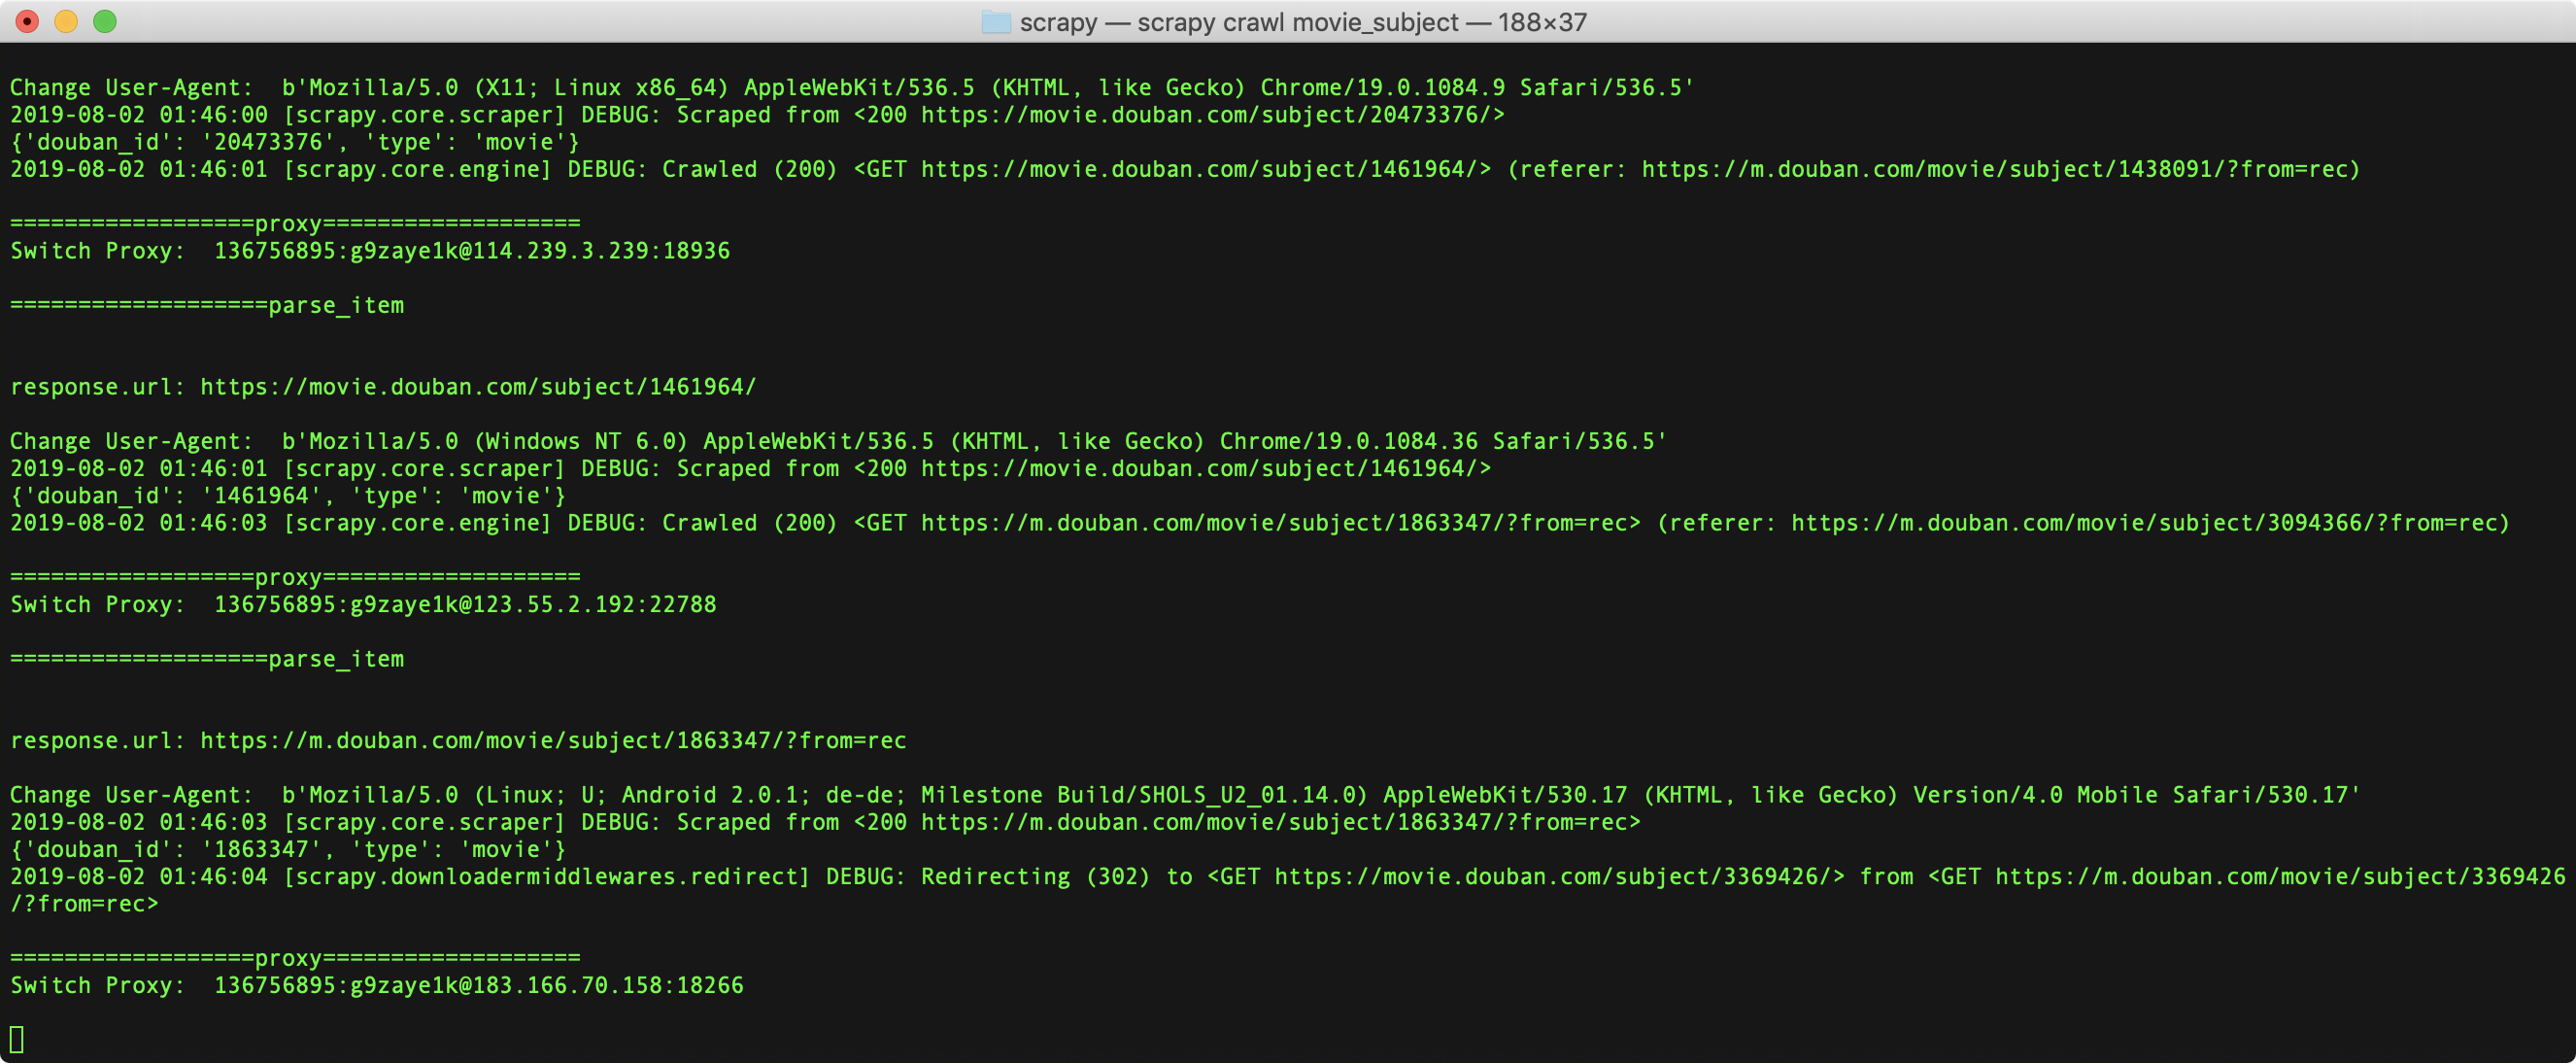 scrapy — scrapy crawl movie_subject — 188×37
Change User-Agent:  b'Mozilla/5.0 (X11; Linux x86_64) AppleWebKit/536.5 (KHTML, like Gecko) Chrome/19.0.1084.9 Safari/536.5'
2019-08-02 01:46:00 [scrapy.core.scraper] DEBUG: Scraped from <200 https://movie.douban.com/subject/20473376/>
{'douban_id': '20473376', 'type': 'movie'}
2019-08-02 01:46:01 [scrapy.core.engine] DEBUG: Crawled (200) <GET https://movie.douban.com/subject/1461964/> (referer: https://m.douban.com/movie/subject/1438091/?from=rec)
==================proxy===================
Switch Proxy:  136756895:g9zaye1k@114.239.3.239:18936
===================parse_item
response.url: https://movie.douban.com/subject/1461964/
Change User-Agent:  b'Mozilla/5.0 (Windows NT 6.0) AppleWebKit/536.5 (KHTML, like Gecko) Chrome/19.0.1084.36 Safari/536.5'
2019-08-02 01:46:01 [scrapy.core.scraper] DEBUG: Scraped from <200 https://movie.douban.com/subject/1461964/>
{'douban_id': '1461964', 'type': 'movie'}
2019-08-02 01:46:03 [scrapy.core.engine] DEBUG: Crawled (200) <GET https://m.douban.com/movie/subject/1863347/?from=rec> (referer: https://m.douban.com/movie/subject/3094366/?from=rec)
==================proxy===================
Switch Proxy:  136756895:g9zaye1k@123.55.2.192:22788
===================parse_item
response.url: https://m.douban.com/movie/subject/1863347/?from=rec
Change User-Agent:  b'Mozilla/5.0 (Linux; U; Android 2.0.1; de-de; Milestone Build/SHOLS_U2_01.14.0) AppleWebKit/530.17 (KHTML, like Gecko) Version/4.0 Mobile Safari/530.17'
2019-08-02 01:46:03 [scrapy.core.scraper] DEBUG: Scraped from <200 https://m.douban.com/movie/subject/1863347/?from=rec>
{'douban_id': '1863347', 'type': 'movie'}
2019-08-02 01:46:04 [scrapy.downloadermiddlewares.redirect] DEBUG: Redirecting (302) to <GET https://movie.douban.com/subject/3369426/> from <GET https://m.douban.com/movie/subject/3369426
/?from=rec>
==================proxy===================
Switch Proxy:  136756895:g9zaye1k@183.166.70.158:18266